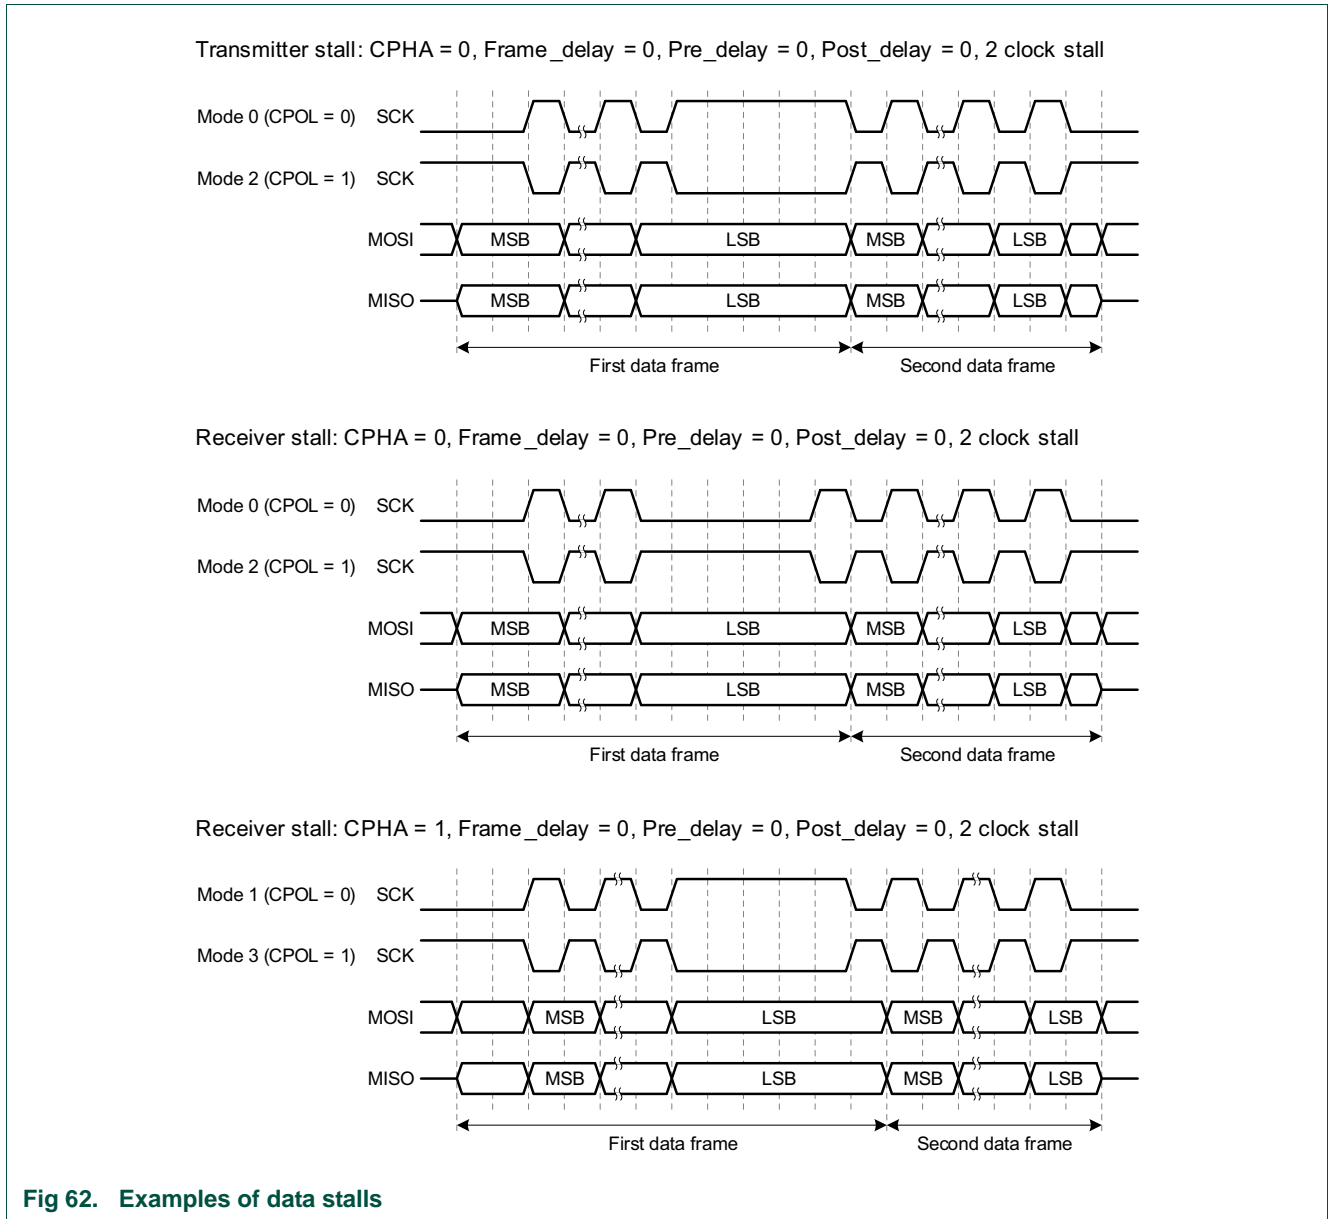 Transmitter stall: CPHA = 0, Frame_delay = 0, Pre_delay = 0, Post_delay = 0, 2 clock stall
Mode 0 (CPOL = 0) SCK
Mode 2 (CPOL = 1) SCK
MOSI MSB LSB MSB LSB
MISO MSB LSB MSB LSB
First data frame Second data frame
Receiver stall: CPHA = 0, Frame_delay = 0, Pre_delay = 0, Post_delay = 0, 2 clock stall
Mode 0 (CPOL = 0) SCK
Mode 2 (CPOL = 1) SCK
MOSI MSB LSB MSB LSB
MISO MSB LSB MSB LSB
First data frame Second data frame
Receiver stall: CPHA = 1, Frame_delay = 0, Pre_delay = 0, Post_delay = 0, 2 clock stall
Mode 1 (CPOL = 0) SCK
Mode 3 (CPOL = 1) SCK
MOSI MSB LSB MSB LSB
MISO MSB LSB MSB LSB
First data frame Second data frame
Fig 62. Examples of data stalls